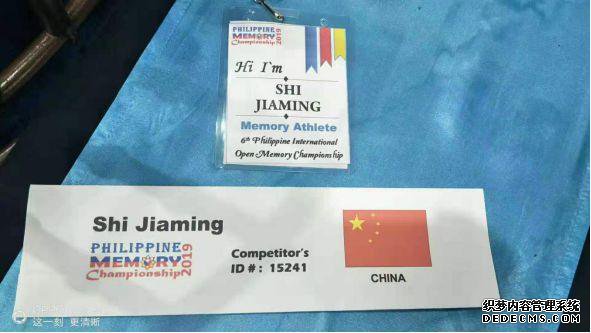 PHILIPPINE
MEMORY
Championship
2019
Hi I'm
SHI
JIAMING
Memory Athlete
6th Philippine International
Open Memory Championship
Shi Jiaming
PHILIPPINE
MEMORY
Championship
2019
Competitor's
ID #: 15241
CHINA
这一刻 更清晰
织梦内容管理系统
DEDECMS.COM